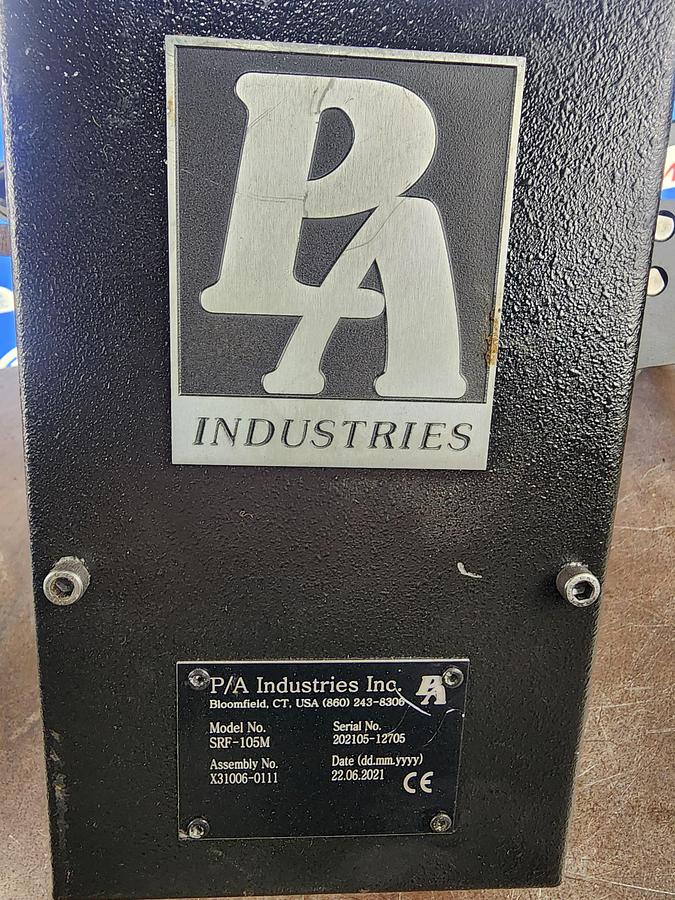 PA
INDUSTRIES
P/A Industries Inc. PA
Bloomfield, CT, USA (860) 243-8306
Model No. Serial No.
SRF-105M 202105-12705
Assembly No. Date (dd.mm.yyyy)
X31006-0111 22.06.2021 CE